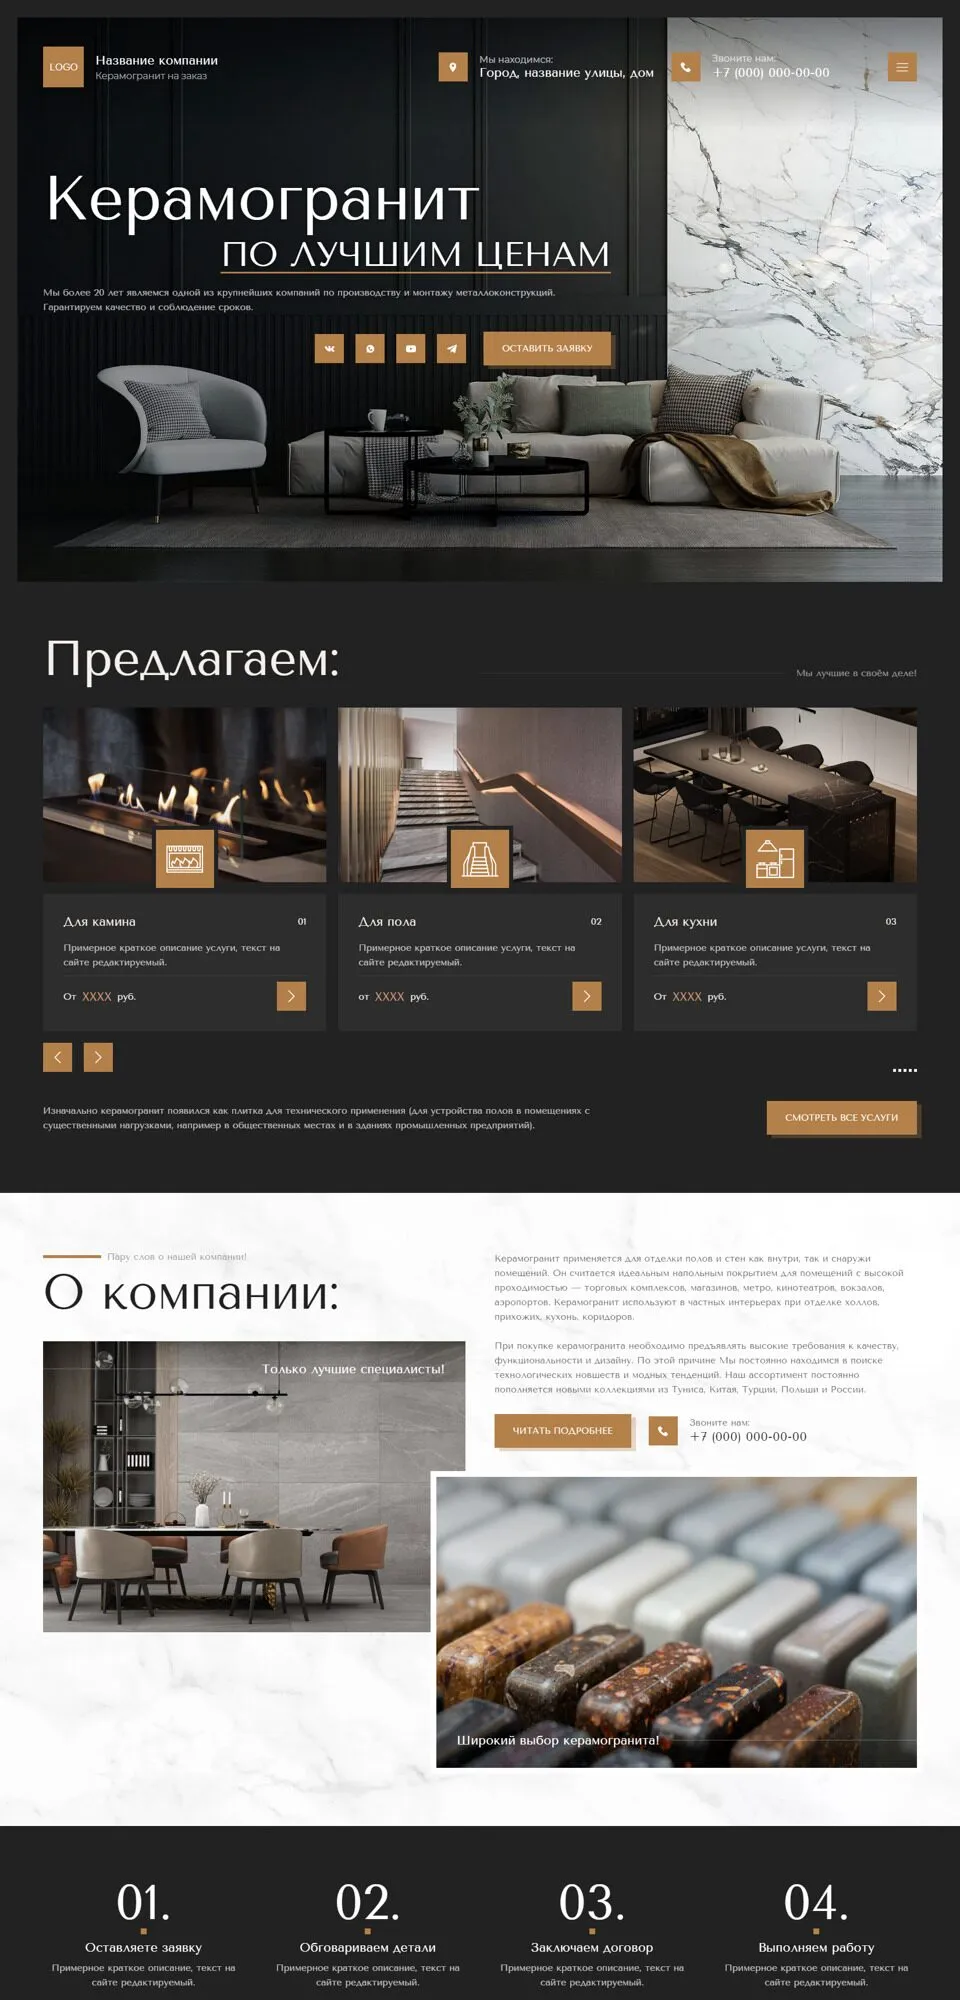 LOGO
Название компании
Керамогранит на заказ
Мы находимся:
Город, название улицы, дом
Звоните нам:
+7 (000) 000-00-00
Керамогранит
ПО ЛУЧШИМ ЦЕНАМ
Мы более 20 лет являемся одной из крупнейших компаний по производству и монтажу металлоконструкций.
Гарантируем качество и соблюдение сроков.
ОСТАВИТЬ ЗАЯВКУ
Предлагаем:
Мы лучшие в своём деле!
Для камина
01
Примерное краткое описание услуги, текст на
сайте редактируемый.
От XXXX руб.
Для пола
02
Примерное краткое описание услуги, текст на
сайте редактируемый.
от XXXX руб.
Для кухни
03
Примерное краткое описание услуги, текст на
сайте редактируемый.
От XXXX руб.
Изначально керамогранит появился как плитка для технического применения (для устройства полов в помещениях с
существенными нагрузками, например в общественных местах и в зданиях промышленных предприятий).
СМОТРЕТЬ ВСЕ УСЛУГИ
Пару слов о нашей компании!
О компании:
Только лучшие специалисты!
Керамогранит применяется для отделки полов и стен как внутри, так и снаружи
помещений. Он считается идеальным напольным покрытием для помещений с высокой
проходимостью — торговых комплексов, магазинов, метро, кинотеатров, вокзалов,
аэропортов. Керамогранит используют в частных интерьерах при отделке холлов,
прихожих, кухонь, коридоров.
При покупке керамогранита необходимо предъявлять высокие требования к качеству,
функциональности и дизайну. По этой причине Мы постоянно находимся в поиске
технологических новшеств и модных тенденций. Наш ассортимент постоянно
пополняется новыми коллекциями из Туниса, Китая, Турции, Польши и России.
ЧИТАТЬ ПОДРОБНЕЕ
Звоните нам:
+7 (000) 000-00-00
Широкий выбор керамогранита!
01.
Оставляете заявку
Примерное краткое описание, текст на
сайте редактируемый.
02.
Обговариваем детали
Примерное краткое описание, текст на
сайте редактируемый.
03.
Заключаем договор
Примерное краткое описание, текст на
сайте редактируемый.
04.
Выполняем работу
Примерное краткое описание, текст на
сайте редактируемый.